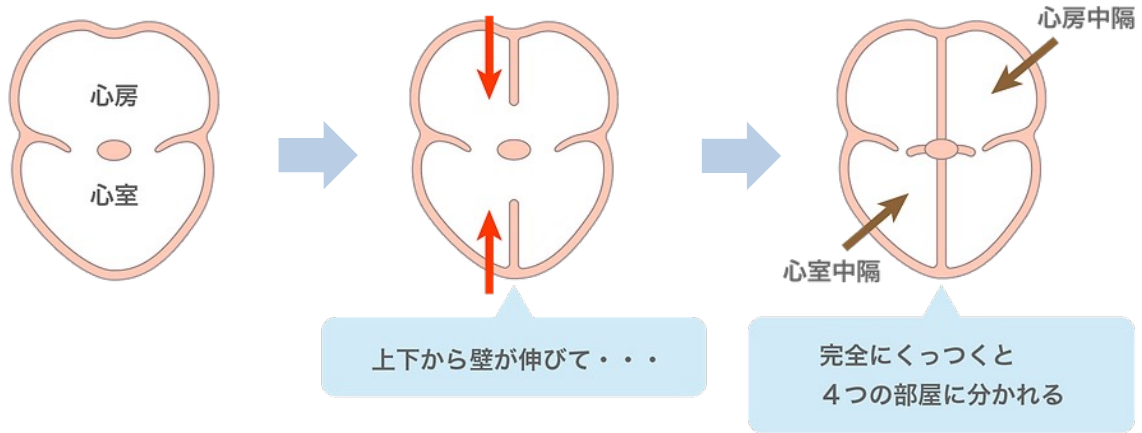 心房
心室
心房中隔
心室中隔
上下から壁が伸びて・・・
完全にくっつくと
４つの部屋に分かれる